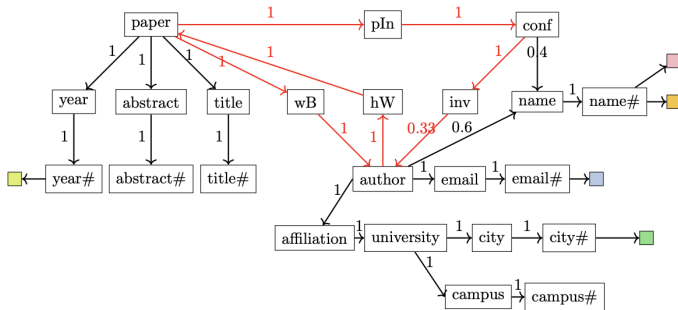 paper 1 pIn 1 conf
1 1 1 1 1 1 0.4
year abstract title wB hW inv name 1 name#
1 1 1 1 1 0.33 0.6
year# abstract# title# author 1 email 1 email#
1
affiliation 1 university 1 city 1 city#
1
campus 1 campus#